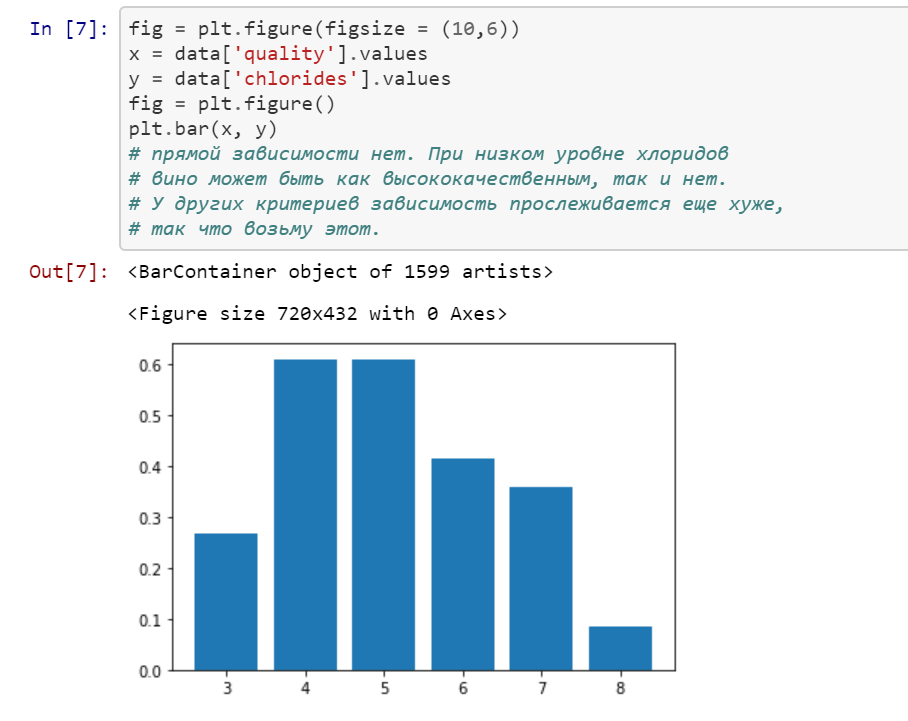 In [7]: fig = plt.figure(figsize = (10,6))
x = data['quality'].values
y = data['chlorides'].values
fig = plt.figure()
plt.bar(x, y)
# прямой зависимости нет. При низком уровне хлоридов
# вино может быть как высококачественным, так и нет.
# У других критериев зависимость прослеживается еще хуже,
# так что возьму этот.
Out[7]: <BarContainer object of 1599 artists>
<Figure size 720x432 with 0 Axes>
0.6
0.5
0.4
0.3
0.2
0.1
0.0
3 4 5 6 7 8